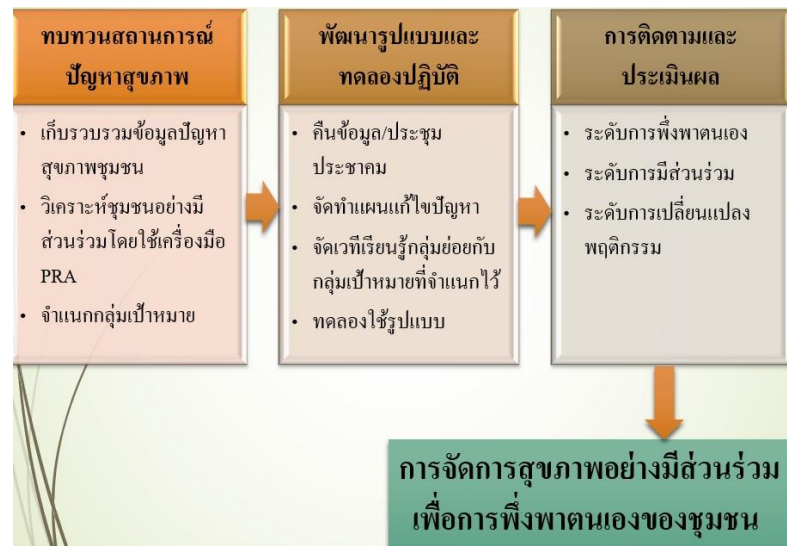 ทบทวนสถานการณ์
ปัญหาสุขภาพ
• เก็บรวบรวมข้อมูลปัญหา
สุขภาพชุมชน
• วิเคราะห์ชุมชนอย่างมี
ส่วนร่วมโดยใช้เครื่องมือ
PRA
• จำแนกกลุ่มเป้าหมาย
พัฒนารูปแบบและ
ทดลองปฏิบัติ
• คืนข้อมูล/ประชุม
ประชาคม
• จัดทำแผนแก้ไขปัญหา
• จัดเวทีเรียนรู้กลุ่มย่อยกับ
กลุ่มเป้าหมายที่จำแนกไว้
• ทดลองใช้รูปแบบ
การติดตามและ
ประเมินผล
• ระดับการพึ่งพาตนเอง
• ระดับการมีส่วนร่วม
• ระดับการเปลี่ยนแปลง
พฤติกรรม
การจัดการสุขภาพอย่างมีส่วนร่วม
เพื่อการพึ่งพาตนเองของชุมชน